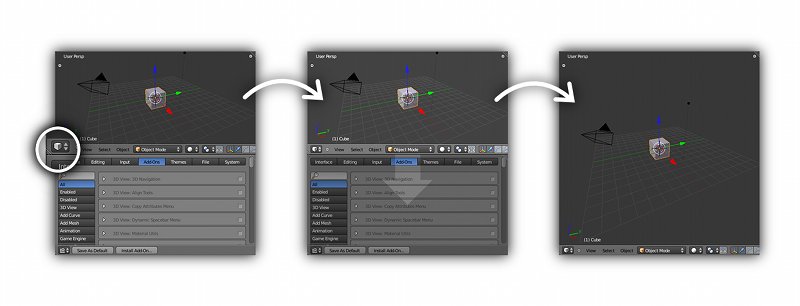 User Persp
(1) Cube
View Select Object Object Mode
Editing Input Add-Ons Themes File System
All
Enabled
Disabled
3D View
Add Curve
Add Mesh
Animation
Game Engine
3D View: 3D Navigation
3D View: Align Tools
3D View: Copy Attributes Menu
3D View: Dynamic Spacebar Menu
3D View: Material Utils
Save As Default Install Add-On...
User Persp
(1) Cube
View Select Object Object Mode
Interface Editing Input Add-Ons Themes File System
All
Enabled
Disabled
3D View
Add Curve
Add Mesh
Animation
Game Engine
3D View: 3D Navigation
3D View: AlignTools
3D View: Copy Attributes Menu
3D View: Dynamic Spacebar Menu
3D View: Material Utils
Save As Default Install Add-On...
User Persp
(1) Cube
View Select Object Object Mode